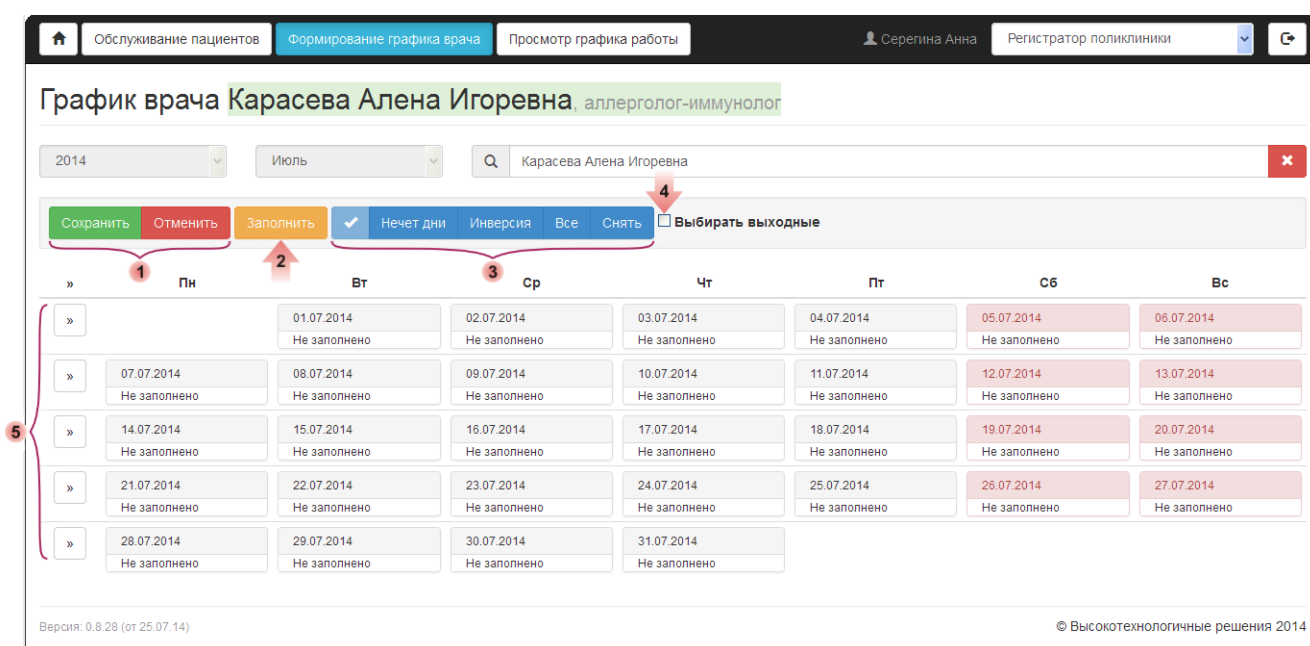 Обслуживание пациентов Формирование графика врача Просмотр графика работы Серегина Анна Регистратор поликлиники
График врача Карасева Алена Игоревна, аллерголог-иммунолог
2014 Июль Карасева Алена Игоревна
4
Сохранить Отменить Заполнить Нечет дни Инверсия Все Снять Выбирать выходные
1 2 3
» Пн Вт Ср Чт Пт Сб Вс
» 01.07.2014 02.07.2014 03.07.2014 04.07.2014 05.07.2014 06.07.2014
Не заполнено Не заполнено Не заполнено Не заполнено Не заполнено Не заполнено
» 07.07.2014 08.07.2014 09.07.2014 10.07.2014 11.07.2014 12.07.2014 13.07.2014
Не заполнено Не заполнено Не заполнено Не заполнено Не заполнено Не заполнено Не заполнено
5 » 14.07.2014 15.07.2014 16.07.2014 17.07.2014 18.07.2014 19.07.2014 20.07.2014
Не заполнено Не заполнено Не заполнено Не заполнено Не заполнено Не заполнено Не заполнено
» 21.07.2014 22.07.2014 23.07.2014 24.07.2014 25.07.2014 26.07.2014 27.07.2014
Не заполнено Не заполнено Не заполнено Не заполнено Не заполнено Не заполнено Не заполнено
» 28.07.2014 29.07.2014 30.07.2014 31.07.2014
Не заполнено Не заполнено Не заполнено Не заполнено
Версия: 0.8.28 (от 25.07.14) © Высокотехнологичные решения 2014